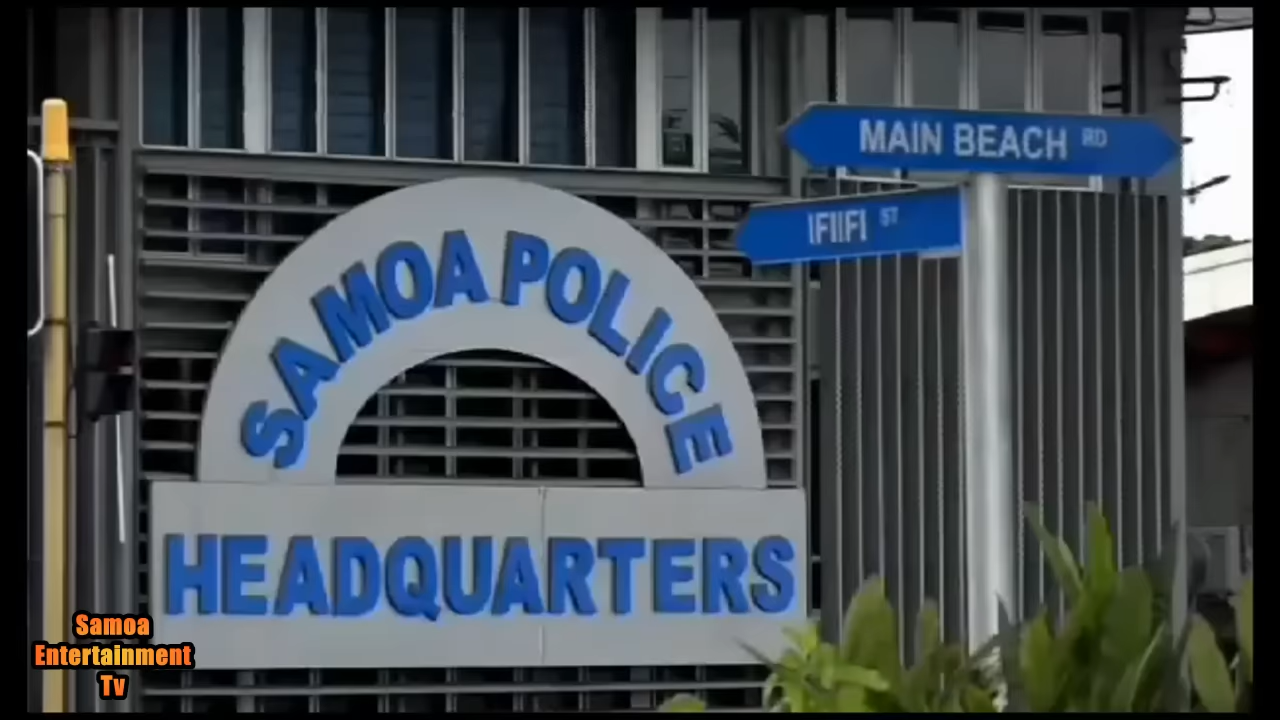 MAIN BEACH RD
IFIIFI ST
SAMOA POLICE
HEADQUARTERS
Samoa
Entertainment
Tv